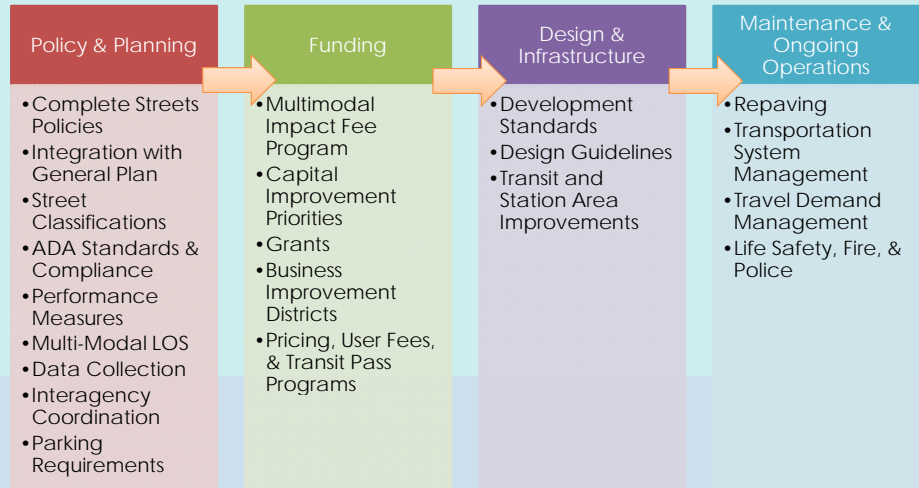 Policy & Planning
•Complete Streets
Policies
•Integration with
General Plan
•Street
Classifications
•ADA Standards &
Compliance
•Performance
Measures
•Multi-Modal LOS
•Data Collection
•Interagency
Coordination
•Parking
Requirements
Funding
•Multimodal
Impact Fee
Program
•Capital
Improvement
Priorities
•Grants
•Business
Improvement
Districts
•Pricing, User Fees,
& Transit Pass
Programs
Design &
Infrastructure
•Development
Standards
•Design Guidelines
•Transit and
Station Area
Improvements
Maintenance &
Ongoing
Operations
•Repaving
•Transportation
System
Management
•Travel Demand
Management
•Life Safety, Fire, &
Police